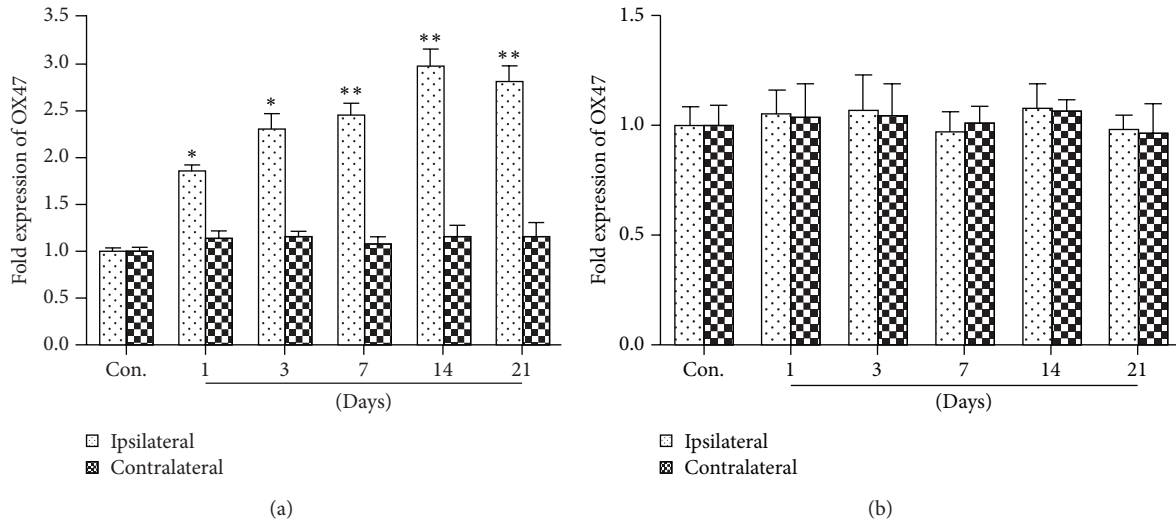 3.5
3.0
2.5
2.0
1.5
1.0
0.5
0.0
Fold expression of OX47
*
*
**
**
**
Con. 1 3 7 14 21
(Days)
Ipsilateral
Contralateral
(a)
1.5
1.0
0.5
0.0
Fold expression of OX47
Con. 1 3 7 14 21
(Days)
Ipsilateral
Contralateral
(b)